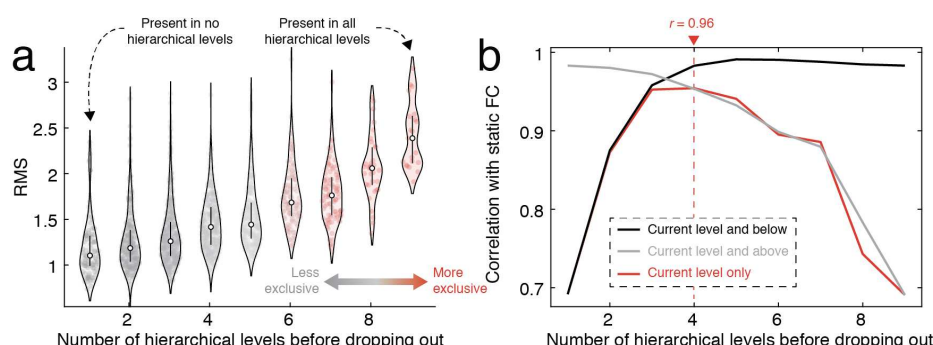 a
Present in no
hierarchical levels
Present in all
hierarchical levels
RMS
3
2.5
2
1.5
1
Less
exclusive
More
exclusive
2
4
6
8
Number of hierarchical levels before dropping out
b
r = 0.96
Correlation with static FC
1
0.9
0.8
0.7
Current level and below
Current level and above
Current level only
2
4
6
8
Number of hierarchical levels before dropping out